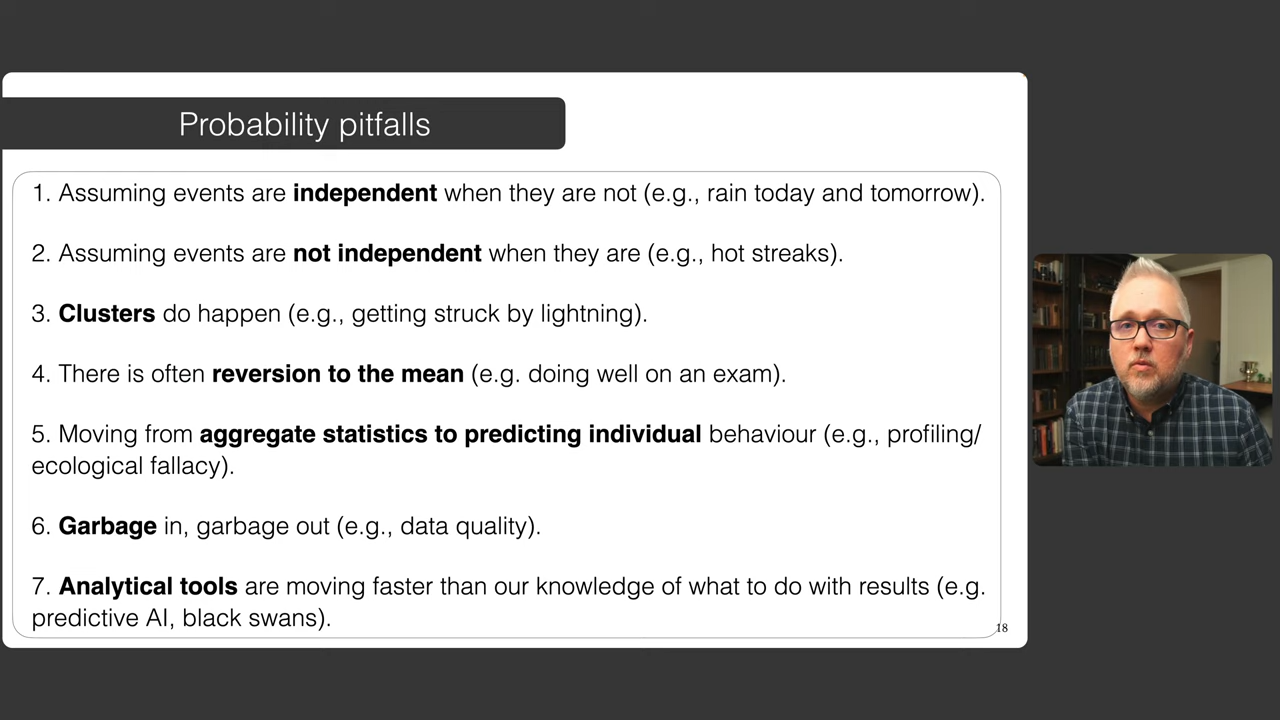 Probability pitfalls
1. Assuming events are independent when they are not (e.g., rain today and tomorrow).
2. Assuming events are not independent when they are (e.g., hot streaks).
3. Clusters do happen (e.g., getting struck by lightning).
4. There is often reversion to the mean (e.g. doing well on an exam).
5. Moving from aggregate statistics to predicting individual behaviour (e.g., profiling/
ecological fallacy).
6. Garbage in, garbage out (e.g., data quality).
7. Analytical tools are moving faster than our knowledge of what to do with results (e.g.
predictive AI, black swans).
18